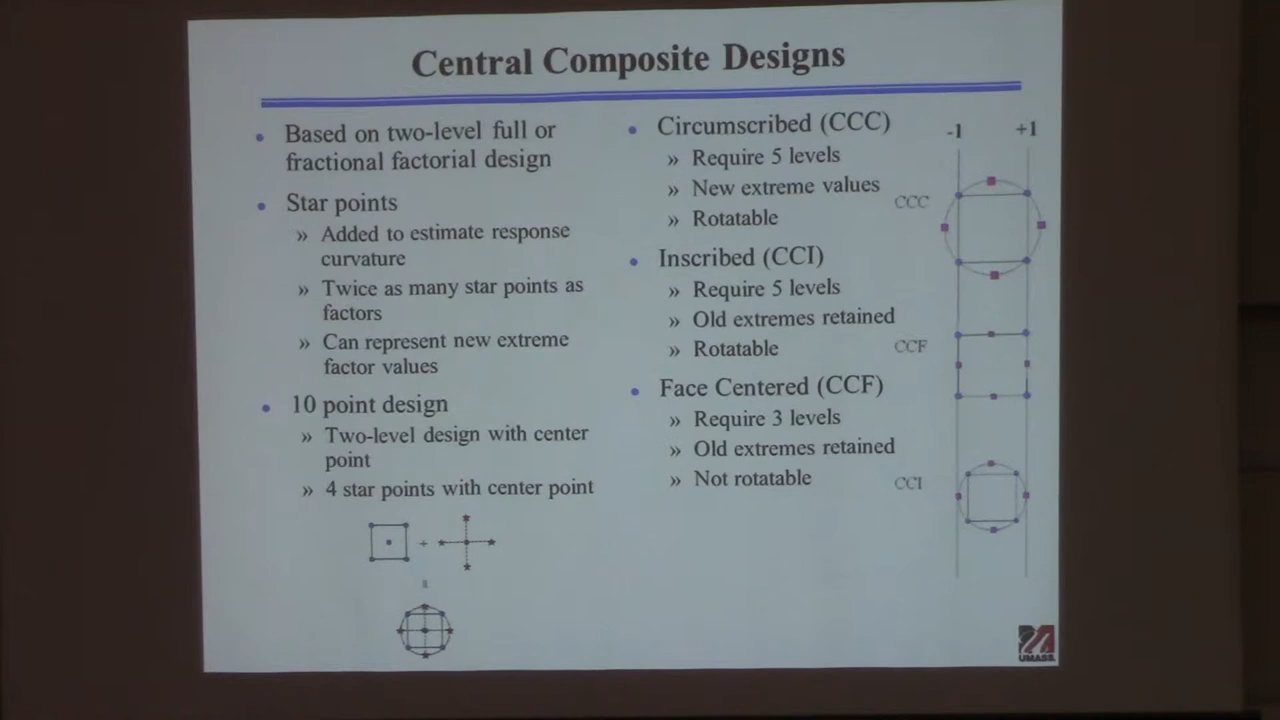 Central Composite Designs
Based on two-level full or
fractional factorial design
Star points
» Added to estimate response
curvature
» Twice as many star points as
factors
» Can represent new extreme
factor values
10 point design
» Two-level design with center
point
» 4 star points with center point
+
=
Circumscribed (CCC)
» Require 5 levels
» New extreme values
» Rotatable
Inscribed (CCI)
» Require 5 levels
» Old extremes retained
» Rotatable
Face Centered (CCF)
» Require 3 levels
» Old extremes retained
» Not rotatable
-1 +1
CCC
CCF
CCI
UMASS